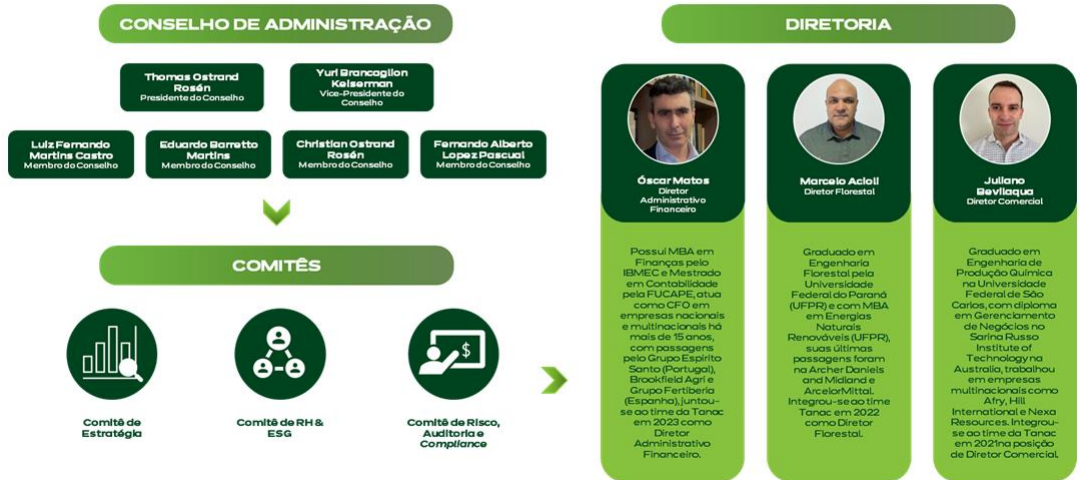 CONSELHO DE ADMINISTRAÇÃO
Thomas Ostrand
Rosén
Presidente do Conselho
Yuri Brancaglion
Keiserman
Vice-Presidente do
Conselho
Luiz Fernando
Martins Castro
Membro do Conselho
Eduardo Barretto
Martins
Membro do Conselho
Christian Ostrand
Rosén
Membro do Conselho
Fernando Alberto
Lopez Pascual
Membro do Conselho
COMITÊS
Comitê de
Estratégia
Comitê de RH &
ESG
$
Comitê de Risco,
Auditoria e
Compliance
DIRETORIA
Óscar Matos
Diretor
Administrativo
Financeiro
Possui MBA em
Finanças pelo
IBMEC e Mestrado
em Contabilidade
pela FUCAPE, atua
como CFO em
empresas nacionais
e multinacionais há
mais de 15 anos,
com passagens
pelo Grupo Espirito
Santo (Portugal),
Brookfield Agri e
Grupo Fertiberia
(Espanha), juntou-
se ao time da Tanac
em 2023 como
Diretor
Administrativo
Financeiro.
Marcelo Acioli
Diretor Florestal
Graduado em
Engenharia
Florestal pela
Universidade
Federal do Paraná
(UFPR) e com MBA
em Energias
Naturais
Renováveis (UFPR),
suas últimas
passagens foram
na Archer Daniels
and Midland e
ArcelorMittal.
Integrou-se ao time
Tanac em 2022
como Diretor
Florestal.
Juliano
Bevilaqua
Diretor Comercial
Graduado em
Engenharia de
Produção Química
na Universidade
Federal de São
Carlos, com diploma
em Gerenciamento
de Negócios no
Sarina Russo
Institute of
Technology na
Australia, trabalhou
em empresas
multinacionais como
Afry, Hill
International e Nexa
Resources. Integrou-
se ao time da Tanac
em 2021na posição
de Diretor Comercial.